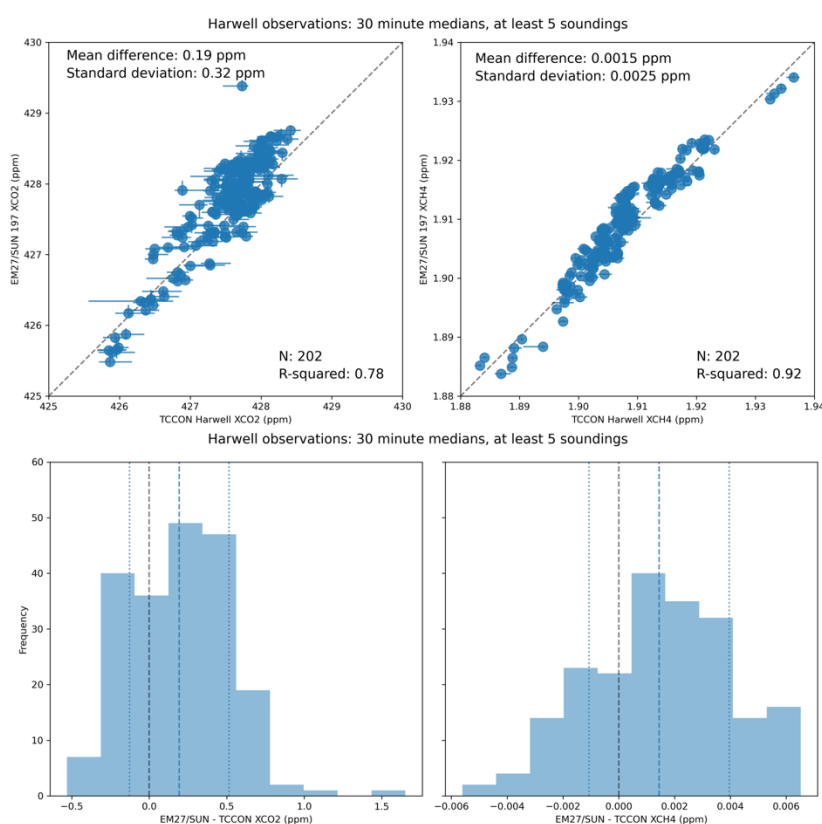 Harwell observations: 30 minute medians, at least 5 soundings
Mean difference: 0.19 ppm
Standard deviation: 0.32 ppm
N: 202
R-squared: 0.78
430
429
428
427
426
425
EM27/SUN 197 XCO2 (ppm)
425 426 427 428 429 430
TCCON Harwell XCO2 (ppm)
Mean difference: 0.0015 ppm
Standard deviation: 0.0025 ppm
N: 202
R-squared: 0.92
1.94
1.93
1.92
1.91
1.90
1.89
1.88
EM27/SUN 197 XCH4 (ppm)
1.88 1.89 1.90 1.91 1.92 1.93 1.94
TCCON Harwell XCH4 (ppm)
Harwell observations: 30 minute medians, at least 5 soundings
60
50
40
30
20
10
0
Frequency
−0.5 0.0 0.5 1.0 1.5
EM27/SUN - TCCON XCO2 (ppm)
−0.006 −0.004 −0.002 0.000 0.002 0.004 0.006
EM27/SUN - TCCON XCH4 (ppm)